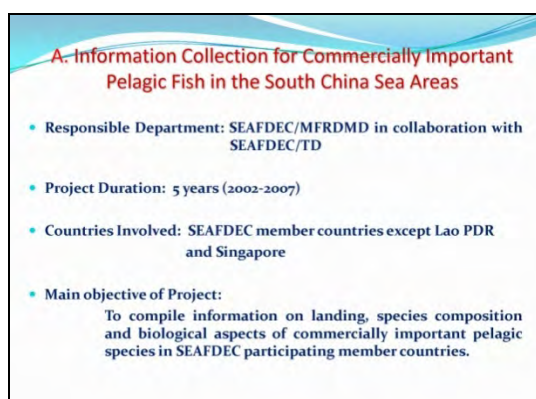 A. Information Collection for Commercially Important
Pelagic Fish in the South China Sea Areas
• Responsible Department: SEAFDEC/MFRDMD in collaboration with
SEAFDEC/TD
• Project Duration: 5 years (2002-2007)
• Countries Involved: SEAFDEC member countries except Lao PDR
and Singapore
• Main objective of Project:
To compile information on landing, species composition
and biological aspects of commercially important pelagic
species in SEAFDEC participating member countries.